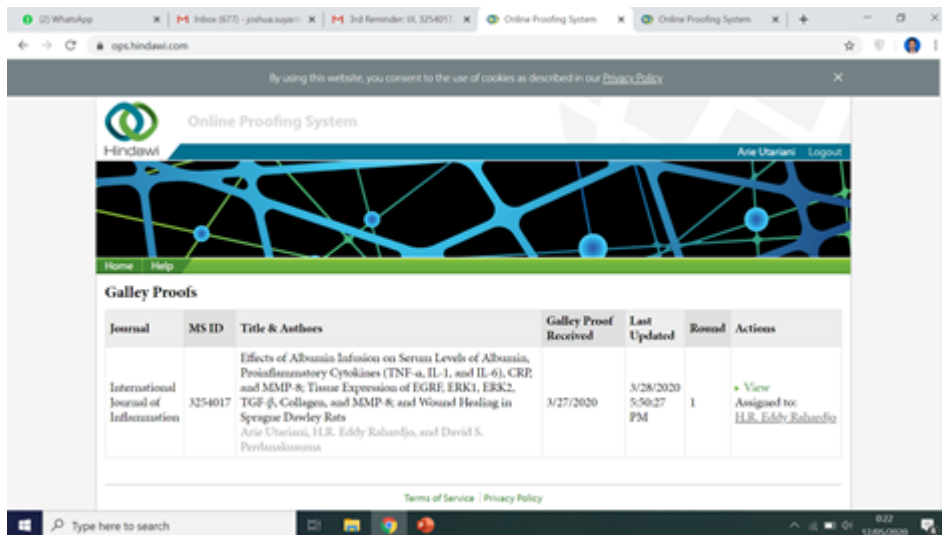 (2) WhatsApp
Inbox (677) - joshua.suyan
3rd Reminder: IJI, 3254017
Online Proofing System
Online Proofing System
ops.hindawi.com
By using this website, you consent to the use of cookies as described in our Privacy Policy
Hindawi
Online Proofing System
Arie Utariani Logout
Home Help
Galley Proofs
Journal MS ID Title & Authors Galley Proof Received Last Updated Round Actions
International Journal of Inflammation
3254017
Effects of Albumin Infusion on Serum Levels of Albumin,
Proinflammatory Cytokines (TNF-α, IL-1, and IL-6), CRP,
and MMP-8; Tissue Expression of EGRF, ERK1, ERK2,
TGF-β, Collagen, and MMP-8; and Wound Healing in
Sprague Dawley Rats
Arie Utariani, H.R. Eddy Rahardjo, and David S.
Perdanakusuma
3/27/2020
3/28/2020
5:50:27
PM
1
View
Assigned to:
H.R. Eddy Rahardjo
Terms of Service | Privacy Policy
Type here to search
0:22
12/05/2020